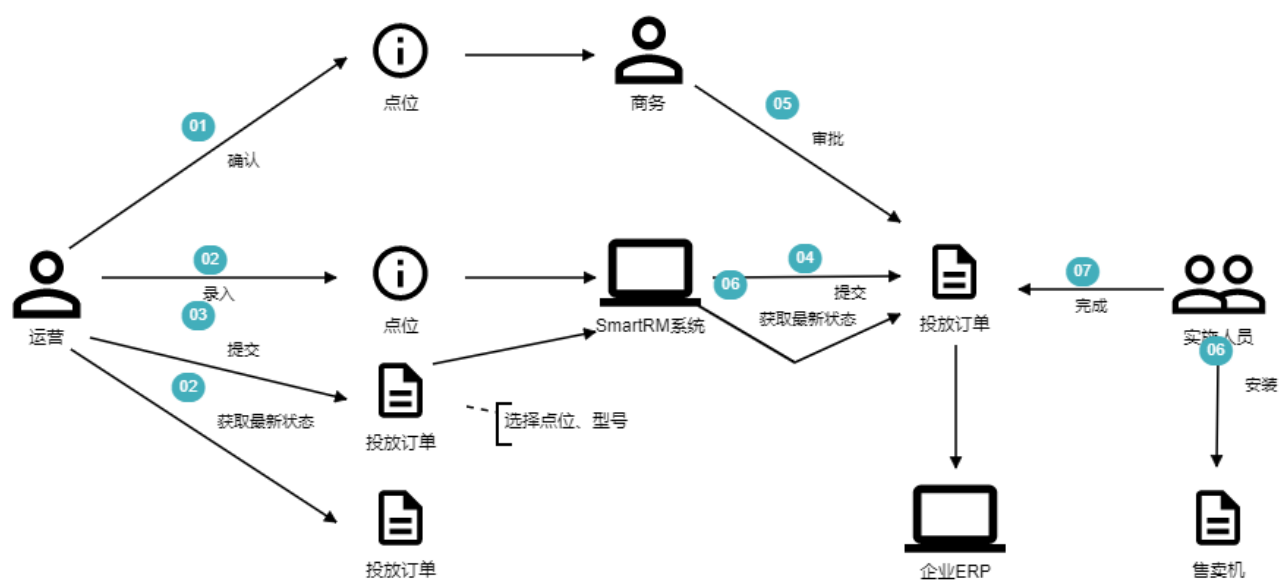 点位
商务
01
05
确认
审批
02
录入
点位
SmartRM系统
04
06
提交
获取最新状态
投放订单
07
完成
实施人员
运营
03
提交
投放订单
选择点位、型号
02
获取最新状态
投放订单
06
安装
企业ERP
售卖机